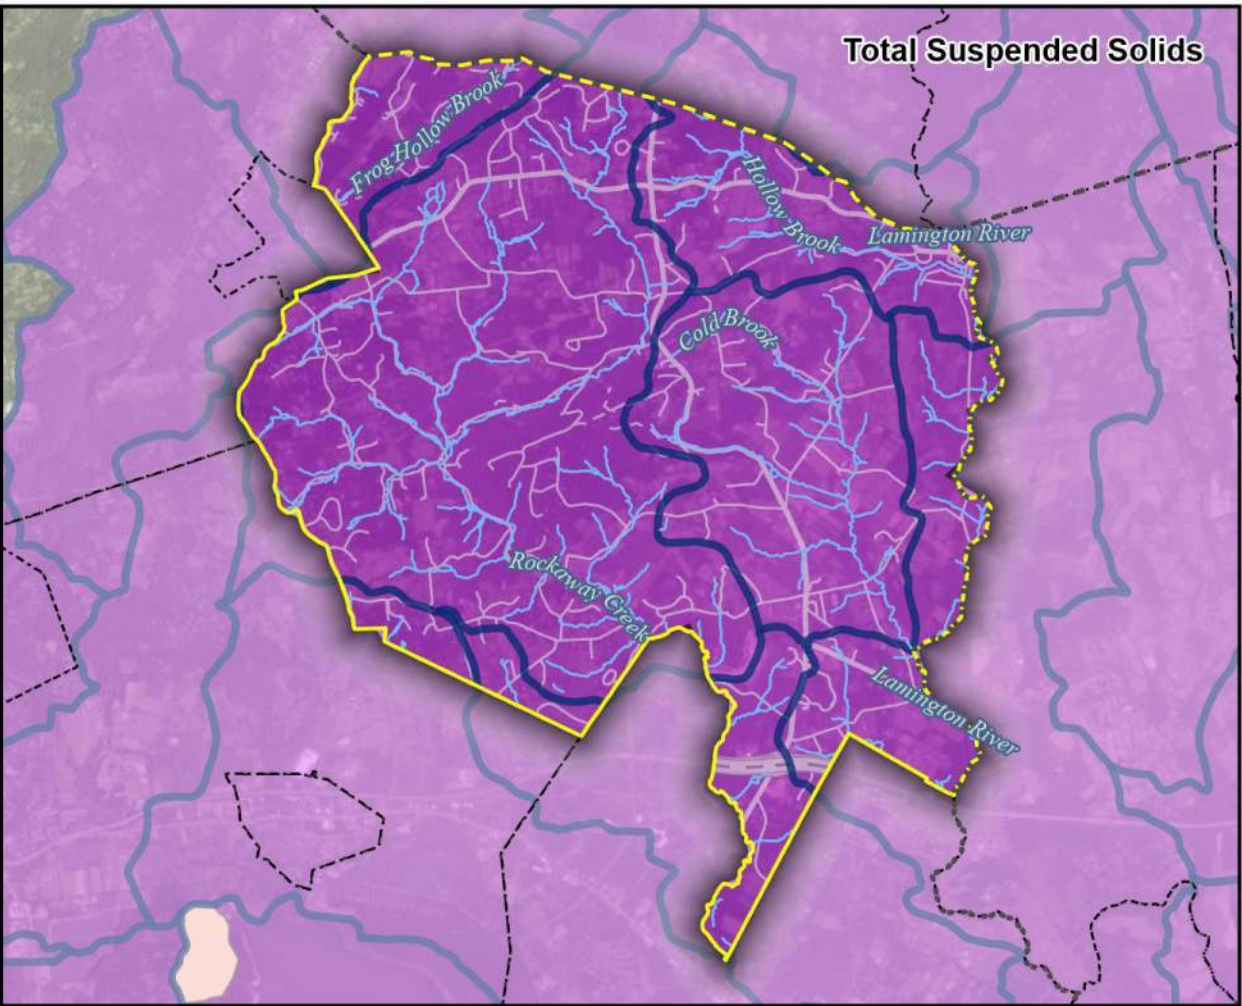 Total Suspended Solids
Frog Hollow Brook
Hollow Brook
Lamington River
Cold Brook
Rockaway Creek
Lamington River